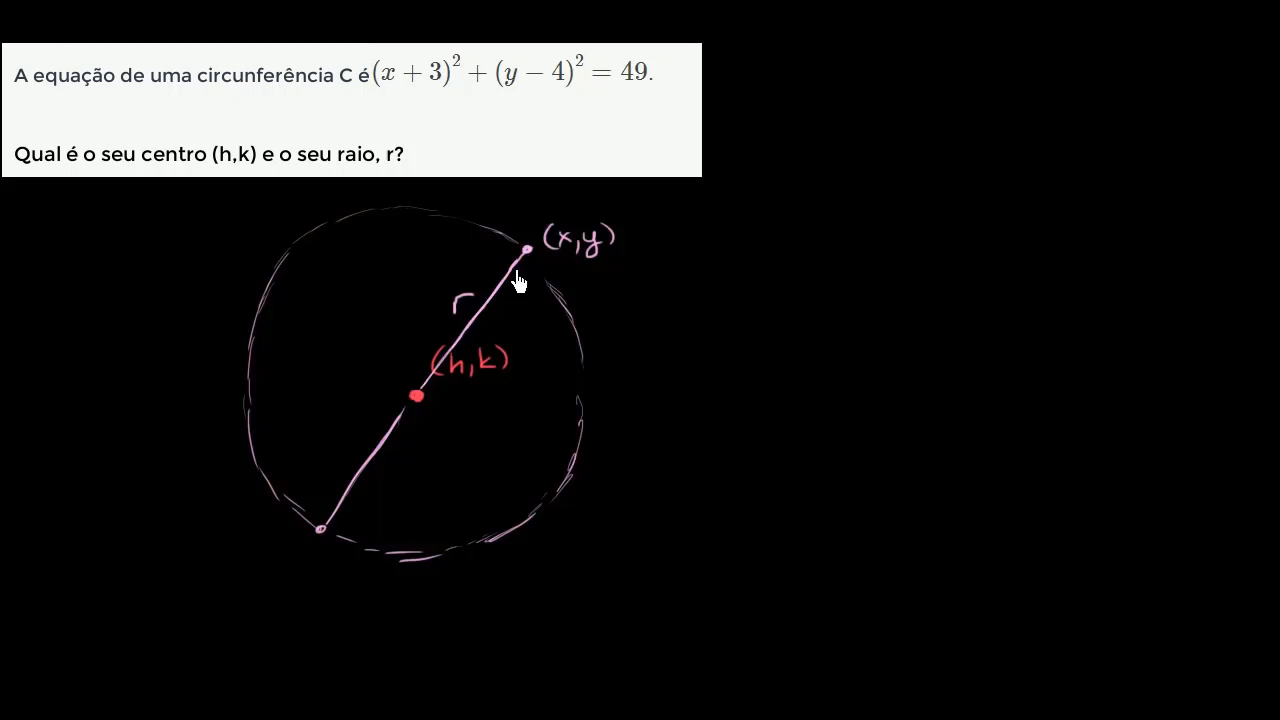 A equação de uma circunferência C é (x + 3)² + (y − 4)² = 49.
Qual é o seu centro (h,k) e o seu raio, r?
(x,y)
r
(h,k)